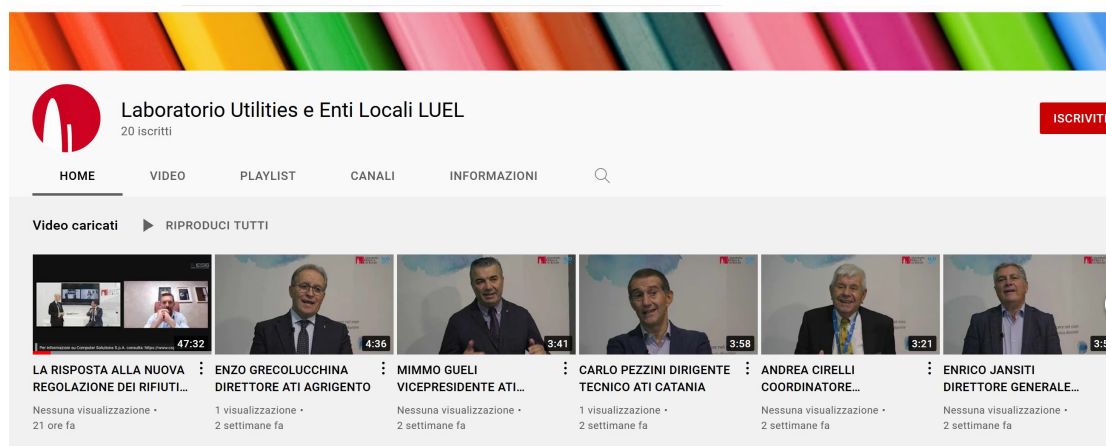 Laboratorio Utilities e Enti Locali LUEL
20 iscritti
ISCRIVITI
HOME VIDEO PLAYLIST CANALI INFORMAZIONI
Video caricati RIPRODUCI TUTTI
47:32 4:36 3:41 3:58 3:21 3:5
LA RISPOSTA ALLA NUOVA
REGOLAZIONE DEI RIFIUTI...
Nessuna visualizzazione •
21 ore fa
ENZO GRECOLUCCHINA
DIRETTORE ATI AGRIGENTO
1 visualizzazione •
2 settimane fa
MIMMO GUELI
VICEPRESIDENTE ATI...
Nessuna visualizzazione •
2 settimane fa
CARLO PEZZINI DIRIGENTE
TECNICO ATI CATANIA
1 visualizzazione •
2 settimane fa
ANDREA CIRELLI
COORDINATORE...
Nessuna visualizzazione •
2 settimane fa
ENRICO JANSITI
DIRETTORE GENERALE...
Nessuna visualizzazione •
2 settimane fa